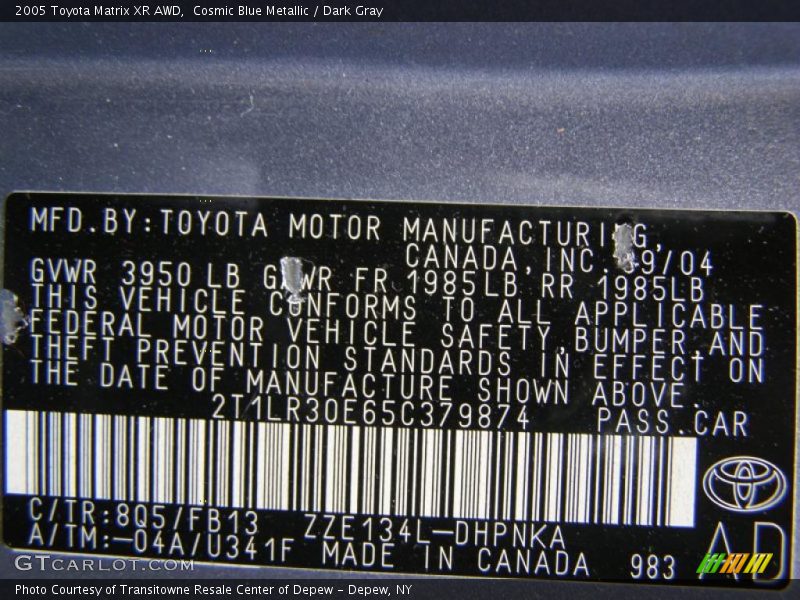 2005 Toyota Matrix XR AWD,  Cosmic Blue Metallic / Dark Gray
MFD.BY:TOYOTA MOTOR MANUFACTURING,
CANADA,INC. 9/04
GVWR 3950 LB GAWR FR 1985LB RR 1985LB
THIS VEHICLE CONFORMS TO ALL APPLICABLE
FEDERAL MOTOR VEHICLE SAFETY,BUMPER,AND
THEFT PREVENTION STANDARDS IN EFFECT ON
THE DATE OF MANUFACTURE SHOWN ABOVE.
2T1LR30E65C379874 PASS.CAR
C/TR:8Q5/FB13 ZZE134L-DHPNKA
A/TM:-04A/U341F MADE IN CANADA 983 AD
GTCarlot.com
Photo Courtesy of Transitowne Resale Center of Depew - Depew, NY